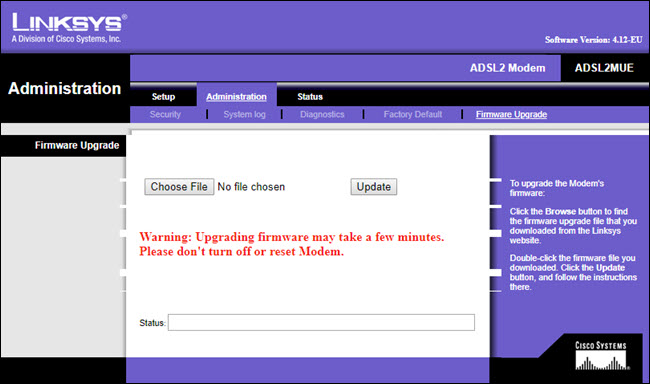 LINKSYS®
A Division of Cisco Systems, Inc.
Software Version: 4.12-EU
ADSL2 Modem
ADSL2MUE
Administration
Setup
Administration
Status
Security
System log
Diagnostics
Factory Default
Firmware Upgrade
Firmware Upgrade
Choose File No file chosen
Update
Warning: Upgrading firmware may take a few minutes.
Please don't turn off or reset Modem.
Status:
To upgrade the Modem's
firmware:
Click the Browse button to find
the firmware upgrade file that you
downloaded from the Linksys
website.
Double-click the firmware file you
downloaded. Click the Update
button, and follow the instructions
there.
CISCO SYSTEMS